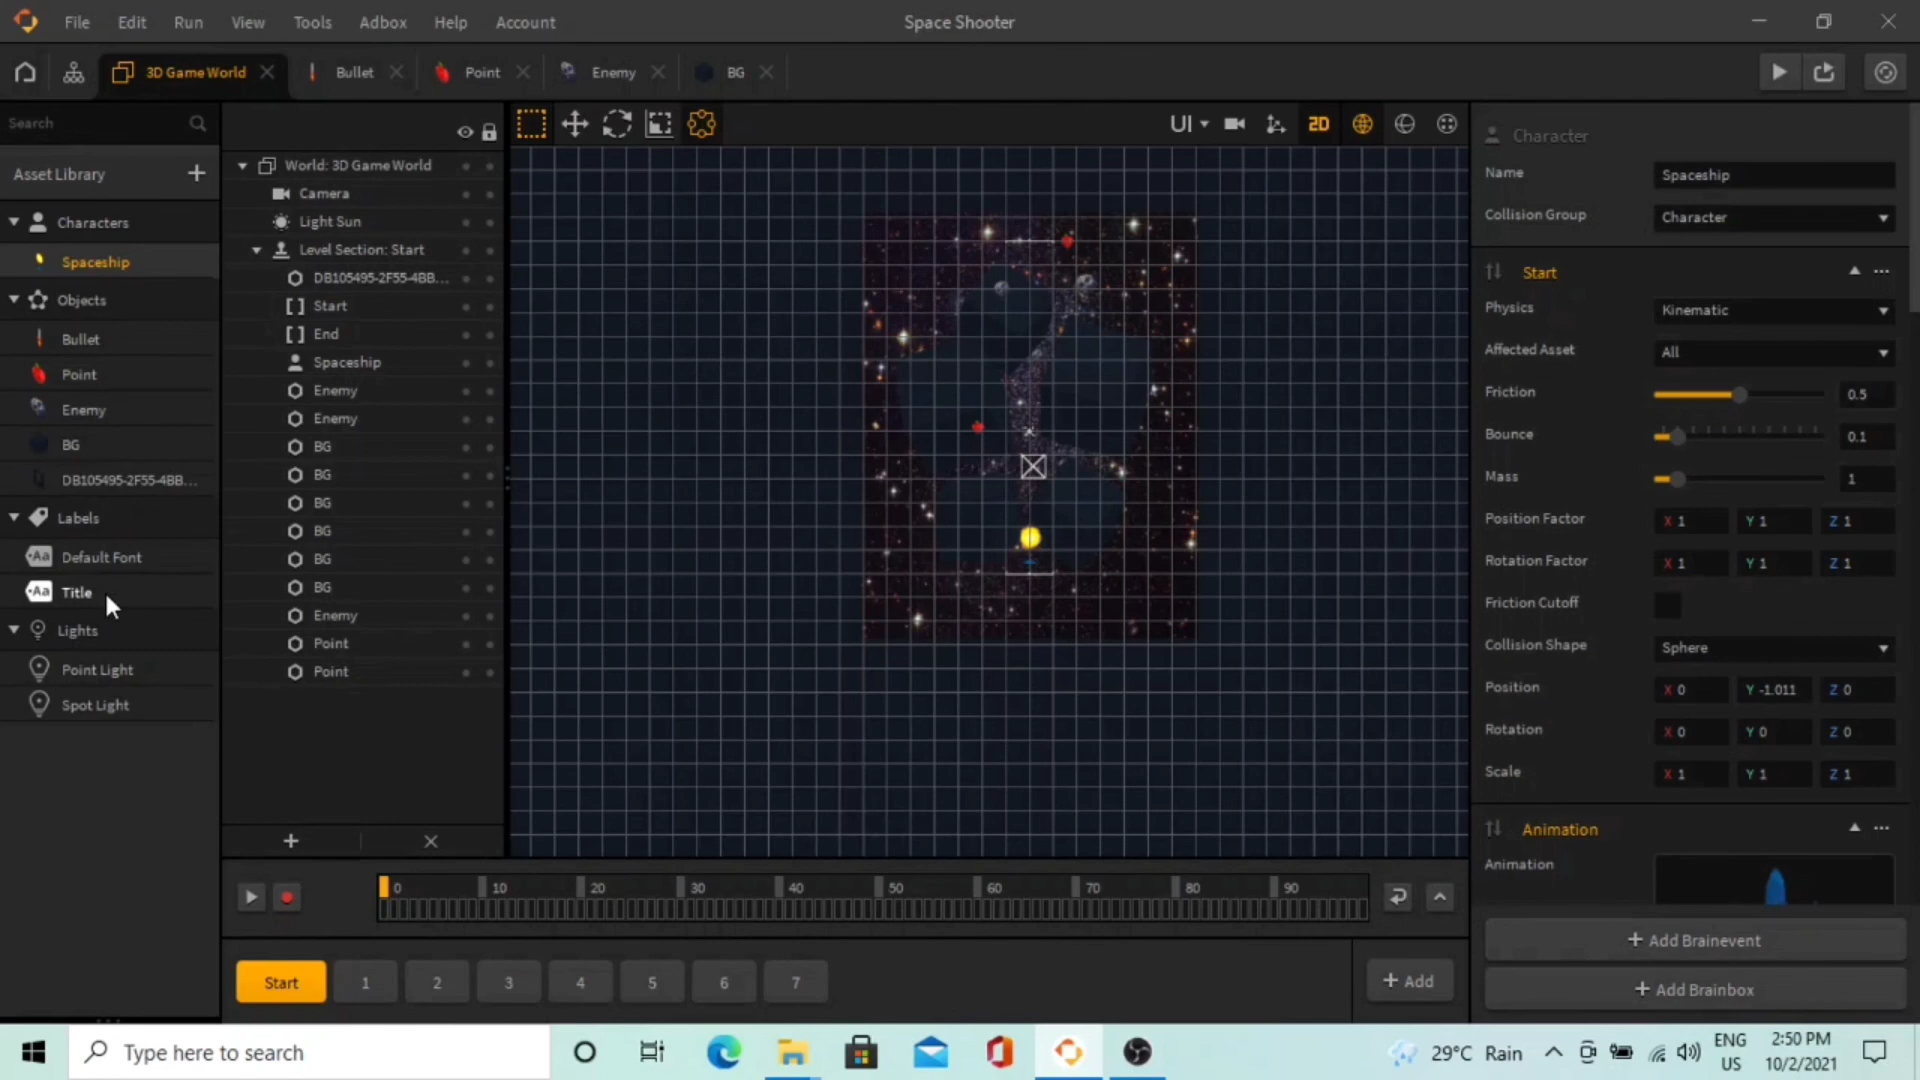 File Edit Run View Tools Adbox Help Account Space Shooter
3D Game World Bullet Point Enemy BG
Search
Asset Library
Characters
Spaceship
Objects
Bullet
Point
Enemy
BG
DB105495-2F55-4BB...
Labels
Aa Default Font
Aa Title
Lights
Point Light
Spot Light
World: 3D Game World
Camera
Light Sun
Level Section: Start
DB105495-2F55-4BB...
[ ] Start
[ ] End
Spaceship
Enemy
Enemy
BG
BG
BG
BG
BG
BG
Enemy
Point
Point
UI 2D
Character
Name Spaceship
Collision Group Character
Start
Physics Kinematic
Affected Asset All
Friction 0.5
Bounce 0.1
Mass 1
Position Factor X 1 Y 1 Z 1
Rotation Factor X 1 Y 1 Z 1
Friction Cutoff
Collision Shape Sphere
Position X 0 Y -1.011 Z 0
Rotation X 0 Y 0 Z 0
Scale X 1 Y 1 Z 1
Animation
Animation
+ Add Brainevent
+ Add Brainbox
0 10 20 30 40 50 60 70 80 90
Start 1 2 3 4 5 6 7 + Add
Type here to search
29°C Rain
ENG
US
2:50 PM
10/2/2021